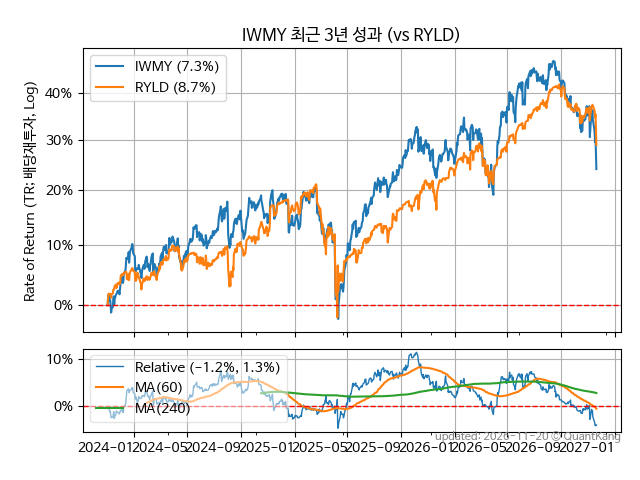 IWMY 최근 3년 성과 (vs RYLD)
Rate of Return (TR: 배당재투자, Log)
IWMY (7.3%)
RYLD (8.7%)
40%
30%
20%
10%
0%
Relative (−1.2%, 1.3%)
MA(60)
MA(240)
10%
0%
2024−01 2024−05 2024−09 2025−01 2025−05 2025−09 2026−01 2026−05 2026−09 2027−01
updated: 2026−11−20 © QuantKang